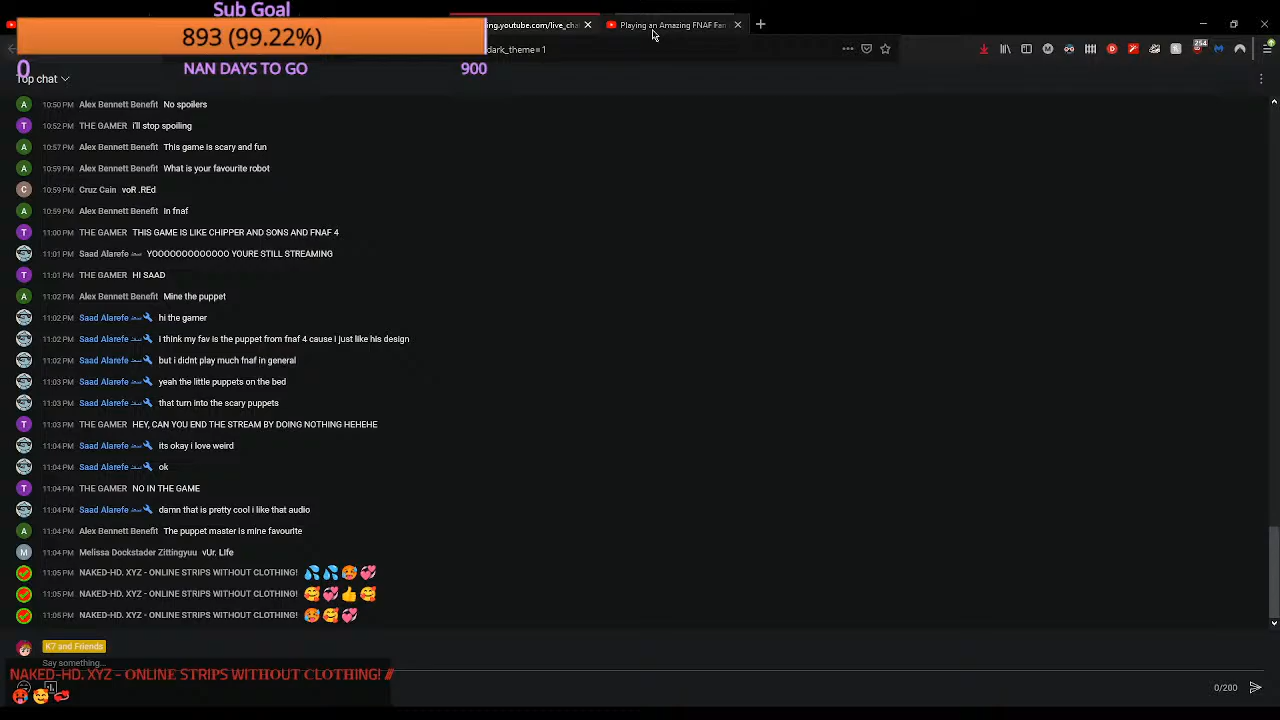 Sub Goal
893 (99.22%)
0 NAN DAYS TO GO 900
ng.youtube.com/live_cha
Playing an Amazing FNAF Fan
dark_theme=1
254
Top chat
10:50 PM Alex Bennett Benefit No spoilers
10:52 PM THE GAMER i'll stop spoiling
10:57 PM Alex Bennett Benefit This game is scary and fun
10:59 PM Alex Bennett Benefit What is your favourite robot
10:59 PM Cruz Cain voR .REd
10:59 PM Alex Bennett Benefit In fnaf
11:00 PM THE GAMER THIS GAME IS LIKE CHIPPER AND SONS AND FNAF 4
11:01 PM Saad Alarefe YOOOOOOOOOOOO YOURE STILL STREAMING
11:01 PM THE GAMER HI SAAD
11:02 PM Alex Bennett Benefit Mine the puppet
11:02 PM Saad Alarefe hi the gamer
11:02 PM Saad Alarefe I think my fav is the puppet from fnaf 4 cause i just like his design
11:02 PM Saad Alarefe but i didnt play much fnaf in general
11:03 PM Saad Alarefe yeah the little puppets on the bed
11:03 PM Saad Alarefe that turn into the scary puppets
11:03 PM THE GAMER HEY, CAN YOU END THE STREAM BY DOING NOTHING HEHEHE
11:04 PM Saad Alarefe its okay i love weird
11:04 PM Saad Alarefe ok
11:04 PM THE GAMER NO IN THE GAME
11:04 PM Saad Alarefe damn that is pretty cool i like that audio
11:04 PM Alex Bennett Benefit The puppet master is mine favourite
11:04 PM Melissa Dockstader Zittingyuu vUr. LIfe
11:05 PM NAKED-HD. XYZ - ONLINE STRIPS WITHOUT CLOTHING! 💦💦🥵💞
11:05 PM NAKED-HD. XYZ - ONLINE STRIPS WITHOUT CLOTHING! 🥰💞👍🥰
11:05 PM NAKED-HD. XYZ - ONLINE STRIPS WITHOUT CLOTHING! 🥵🥰💞
K7 and Friends
Say something...
NAKED-HD. XYZ - ONLINE STRIPS WITHOUT CLOTHING! //
0/200